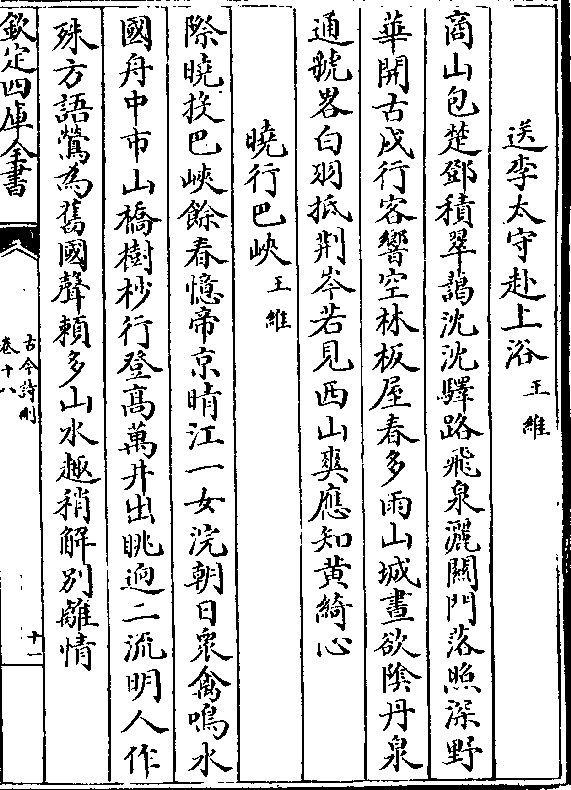 送李太守赴上洛王維
商山包楚鄧積翠藹沈沈驛路飛泉灑關門落照深野
華開古戍行客響空林板屋春多雨山城晝欲陰丹泉
通虢畧白羽抵荆岑若見西山爽應知黄綺心
曉行巴峽王維
際曉投巴峽餘春憶帝京晴江一女浣朝日衆禽鳴水
國舟中市山橋樹杪行登高萬井出眺逈二流明人作
殊方語鶯為舊國聲頼多山水趣稍解别離情
欽定四庫全書
古今詩刪
卷十八
十一